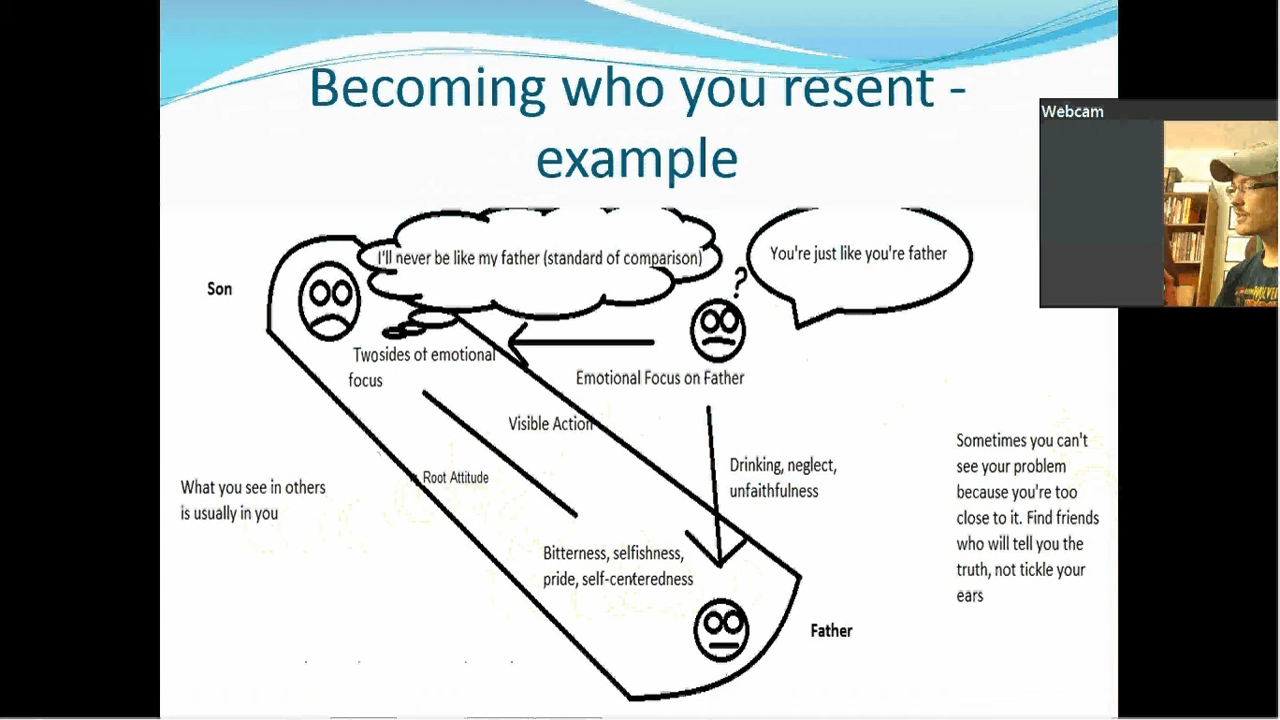 Becoming who you resent -
example
Webcam
I'll never be like my father (standard of comparison)
You're just like you're father
Son
Twosides of emotional
focus
Emotional Focus on Father
Visible Action
Root Attitude
Drinking, neglect,
unfaithfulness
What you see in others
is usually in you
?
Bitterness, selfishness,
pride, self-centeredness
Father
Sometimes you can't
see your problem
because you're too
close to it. Find friends
who will tell you the
truth, not tickle your
ears